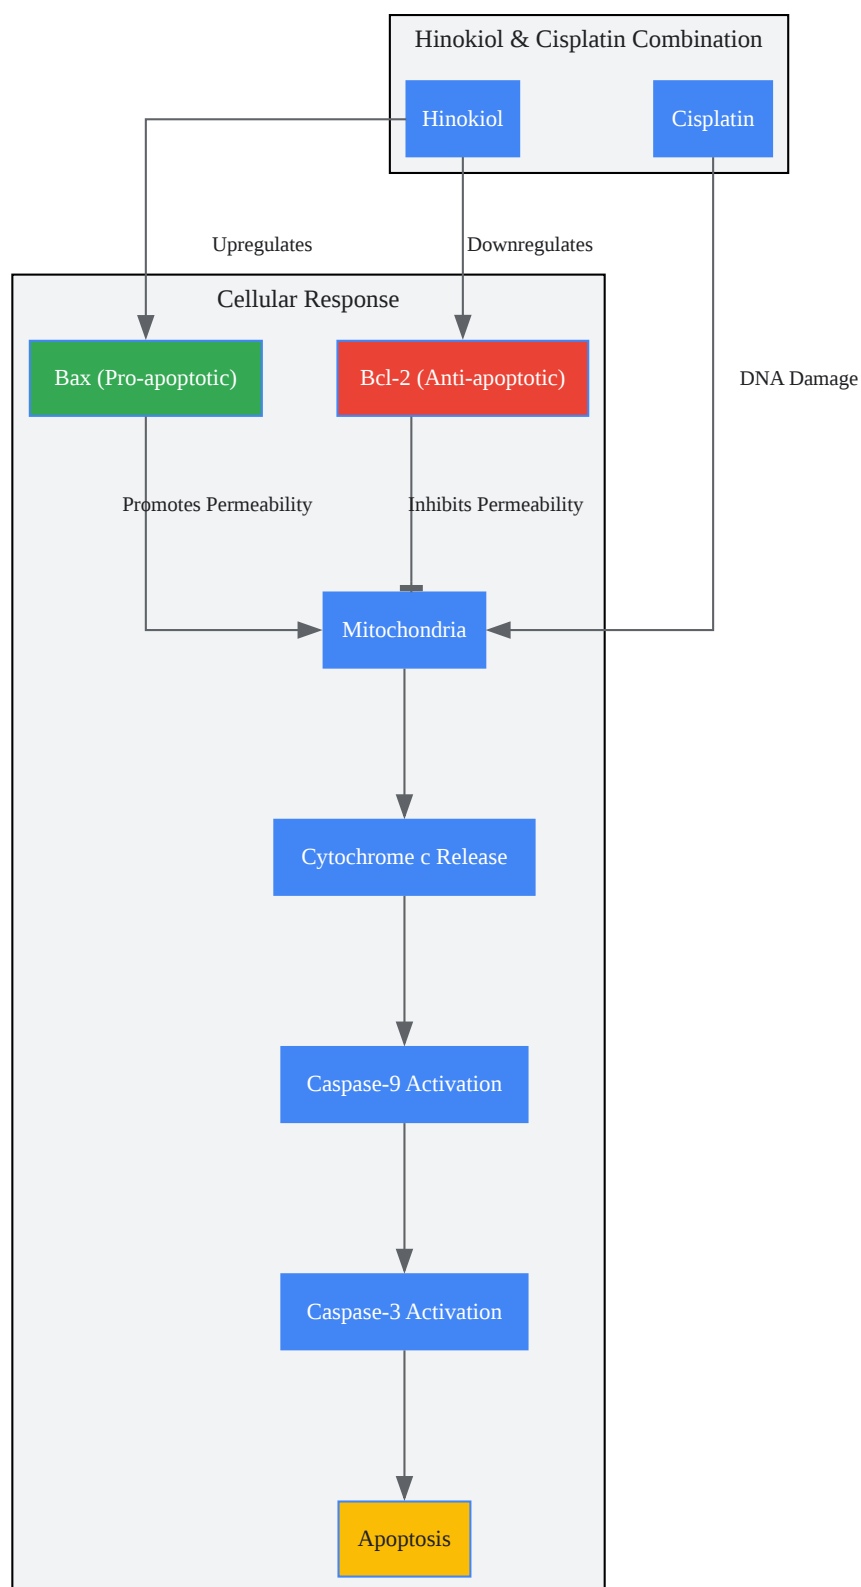 Hinokiol & Cisplatin Combination
Hinokiol
Cisplatin
Upregulates
Downregulates
Cellular Response
Bax (Pro-apoptotic)
Bcl-2 (Anti-apoptotic)
DNA Damage
Promotes Permeability
Inhibits Permeability
Mitochondria
Cytochrome c Release
Caspase-9 Activation
Caspase-3 Activation
Apoptosis